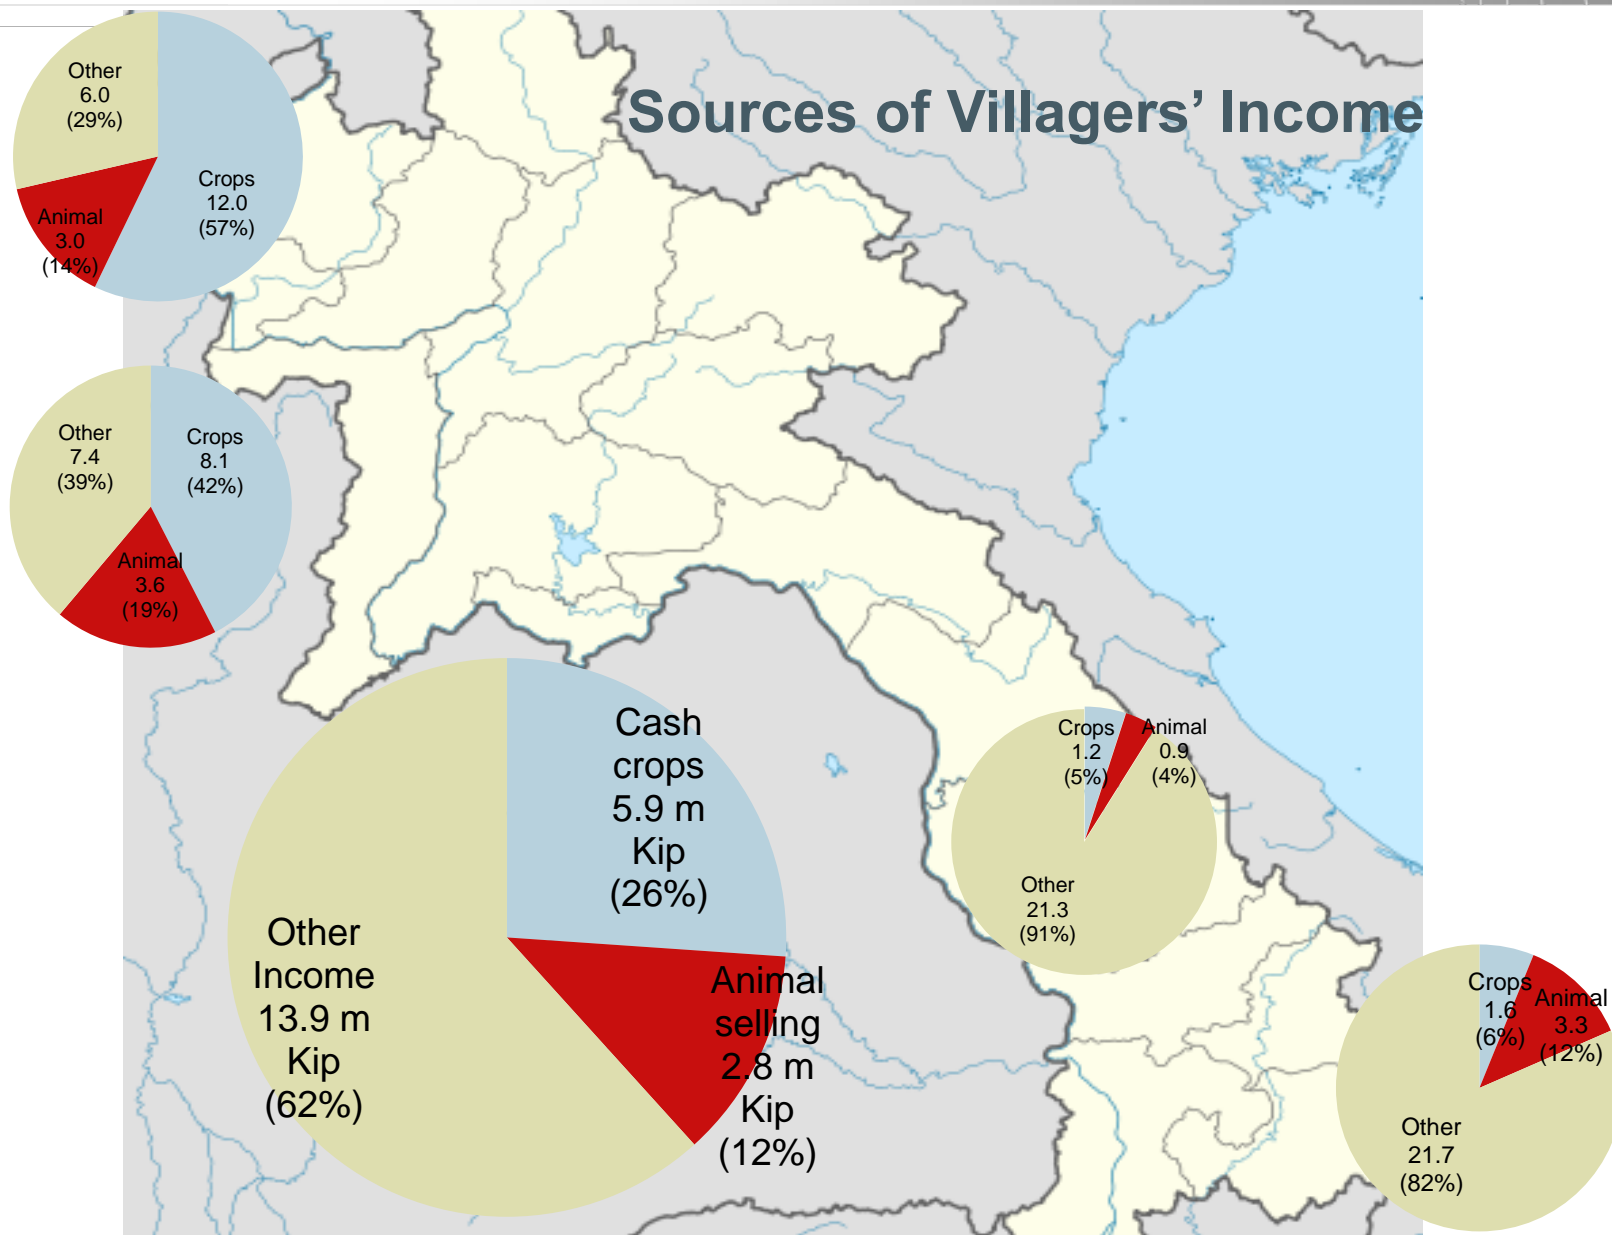 Sources of Villagers’ Income
Other
6.0
(29%)
Crops
12.0
(57%)
Animal
3.0
(14%)
Other
7.4
(39%)
Crops
8.1
(42%)
Animal
3.6
(19%)
Cash
crops
5.9 m
Kip
(26%)
Other
Income
13.9 m
Kip
(62%)
Animal
selling
2.8 m
Kip
(12%)
Crops
1.2
(5%)
Animal
0.9
(4%)
Other
21.3
(91%)
Crops
1.6
(6%)
Animal
3.3
(12%)
Other
21.7
(82%)